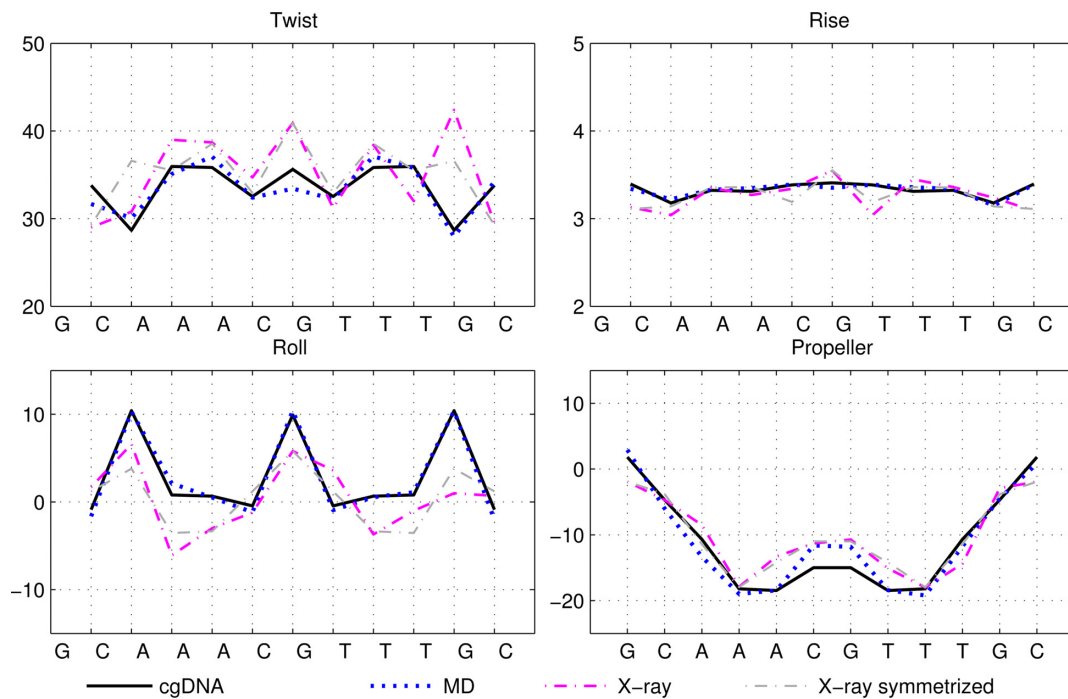 Twist
Rise
50
40
30
20
5
4
3
2
G C A A A C G T T T G C
G C A A A C G T T T G C
Roll
Propeller
10
0
−10
10
0
−10
−20
G C A A A C G T T T G C
G C A A A C G T T T G C
cgDNA MD X−ray X−ray symmetrized